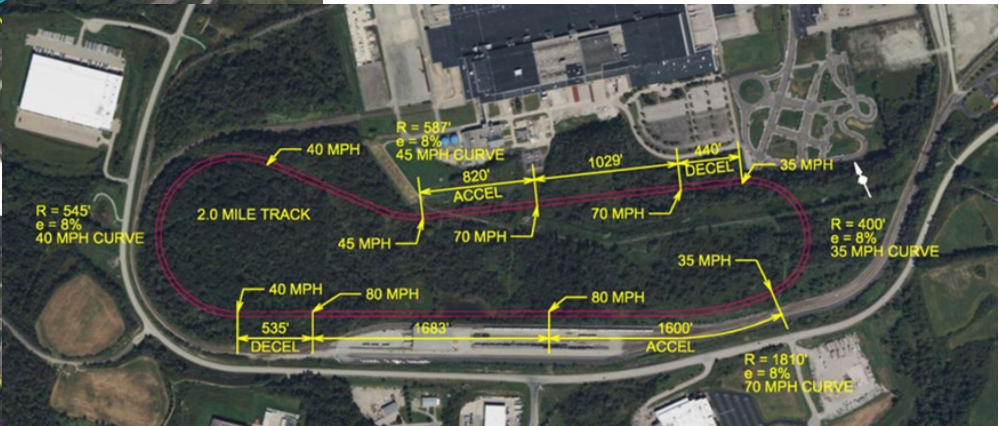 R = 587'
e = 8%
45 MPH CURVE
40 MPH
820'
ACCEL
1029'
440'
DECEL
35 MPH
70 MPH
2.0 MILE TRACK
R = 545'
e = 8%
40 MPH CURVE
45 MPH
70 MPH
R = 400'
e = 8%
35 MPH CURVE
35 MPH
40 MPH
80 MPH
80 MPH
535'
DECEL
1683'
1600'
ACCEL
R = 1810'
e = 8%
70 MPH CURVE